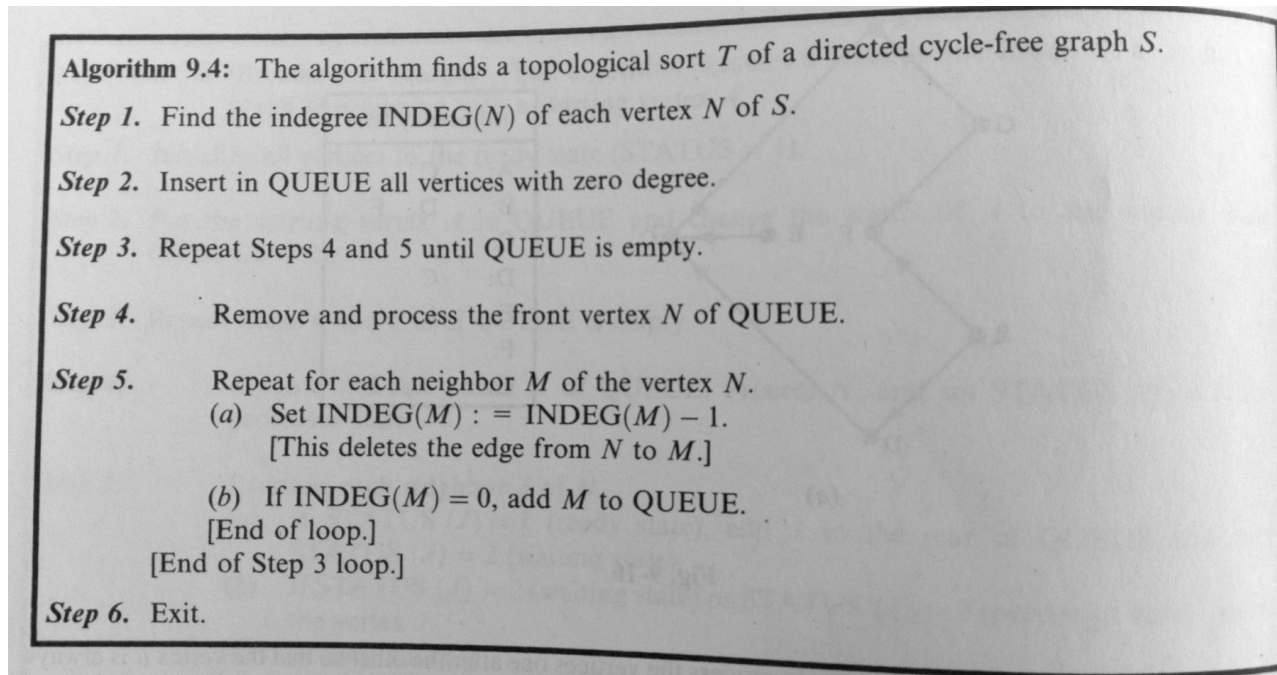 Algorithm 9.4: The algorithm finds a topological sort T of a directed cycle-free graph S.
Step 1. Find the indegree INDEG(N) of each vertex N of S.
Step 2. Insert in QUEUE all vertices with zero degree.
Step 3. Repeat Steps 4 and 5 until QUEUE is empty.
Step 4. Remove and process the front vertex N of QUEUE.
Step 5. Repeat for each neighbor M of the vertex N.
(a) Set INDEG(M) : = INDEG(M) – 1.
[This deletes the edge from N to M.]
(b) If INDEG(M) = 0, add M to QUEUE.
[End of loop.]
[End of Step 3 loop.]
Step 6. Exit.